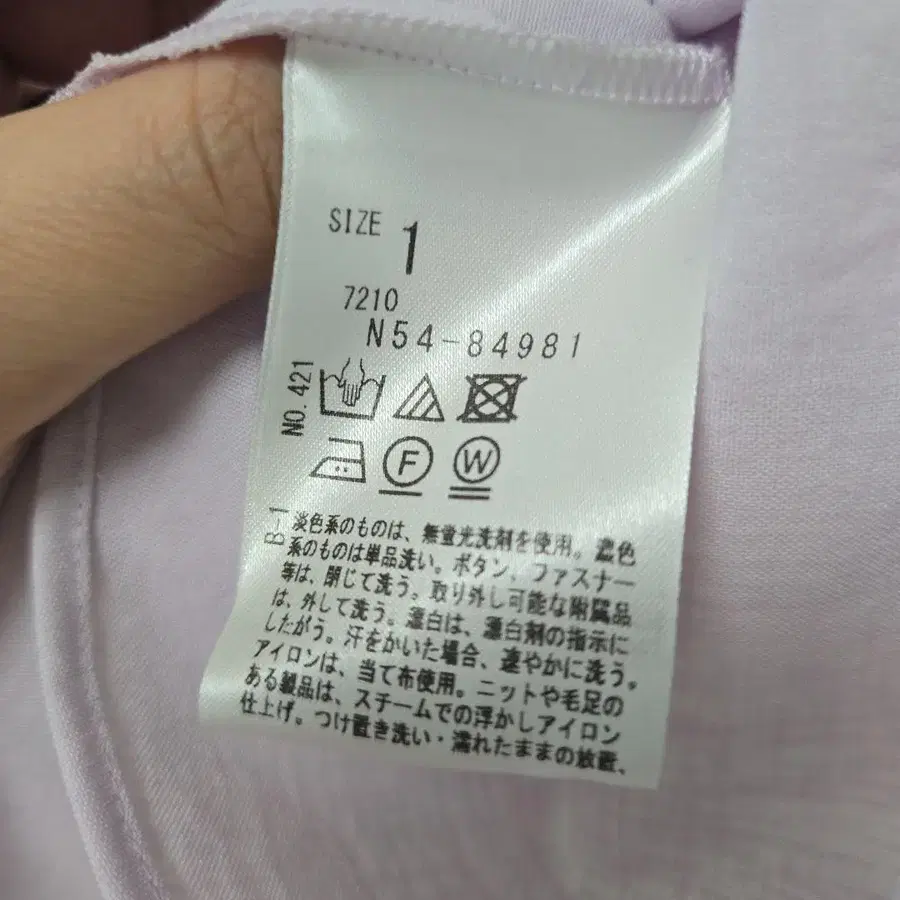 SIZE 1
7210
N54-84981
NO.421
F W
B-1
淡色系のものは、無蛍光洗剤を使用。濃色
系のものは単品洗い。ボタン、ファスナー
等は、閉じて洗う。取り外し可能な附属品
は、外して洗う。漂白は、漂白剤の指示に
したがう。汗をかいた場合、速やかに洗う。
アイロンは、当て布使用。ニットや毛足の
ある製品は、スチームでの浮かしアイロン
仕上げ。つけ置き洗い・濡れたままの放置、